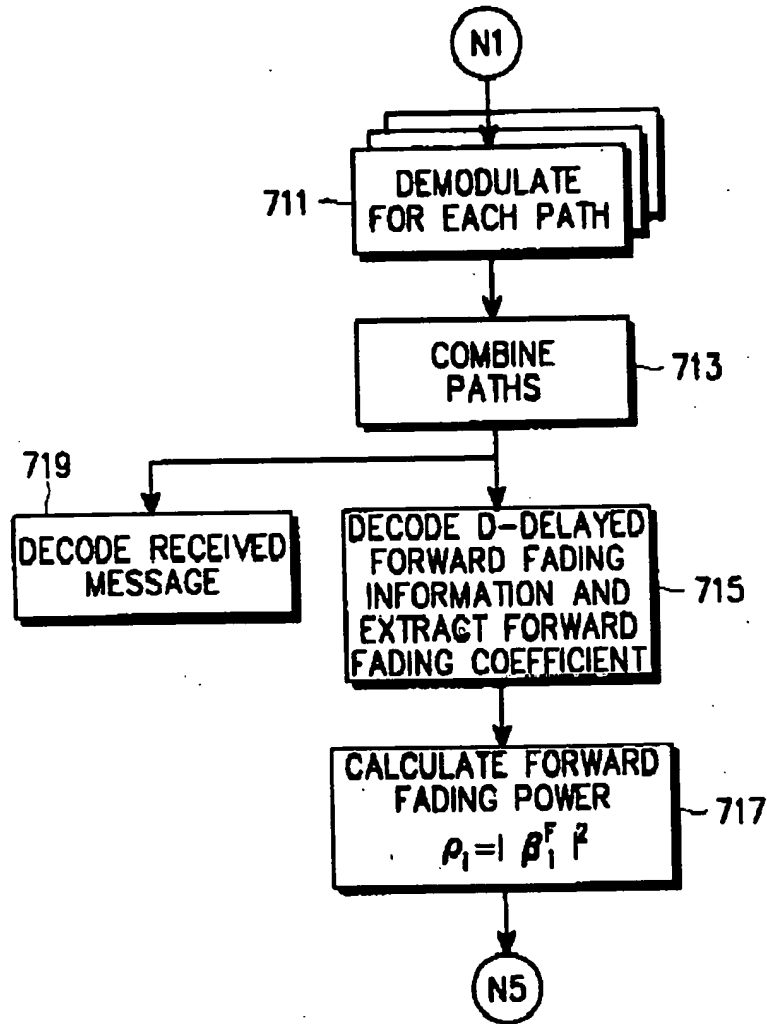 N1
711
DEMODULATE
FOR EACH PATH
COMBINE
PATHS
713
719
DECODE RECEIVED
MESSAGE
DECODE D-DELAYED
FORWARD FADING
INFORMATION AND
EXTRACT FORWARD
FADING COEFFICIENT
715
CALCULATE FORWARD
FADING POWER
ρ₁=| β₁ᶠ |²
717
N5